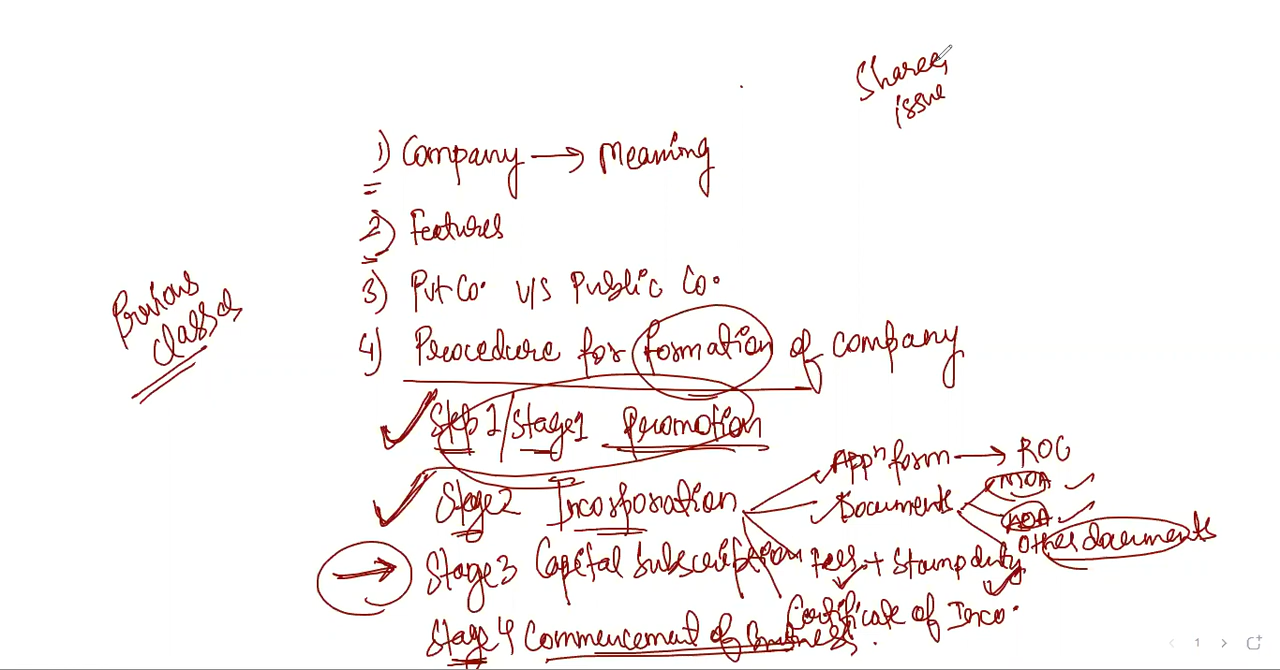 Shares
issue
1) Company → Meaning
2) Features
3) Pvt Co. v/s Public Co.
Previous
classes
4) Procedure for formation of company
Step 1/Stage 1 Promotion
Appn form → ROC
Stage 2 Incorporation
Documents
MOA
AOA
Other documents
Stage 3 Capital Subscription
Fees + Stamp duty
Certificate of Inco.
Stage 4 Commencement of Business.
1